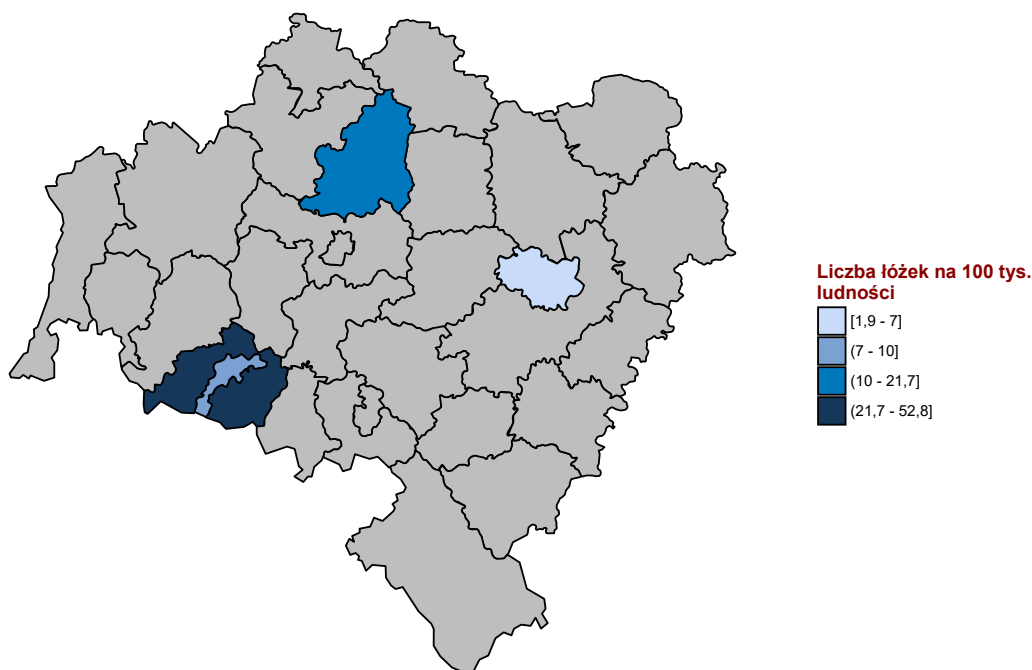 Liczba łóżek na 100 tys.
ludności
[1,9 - 7]
(7 - 10]
(10 - 21,7]
(21,7 - 52,8]